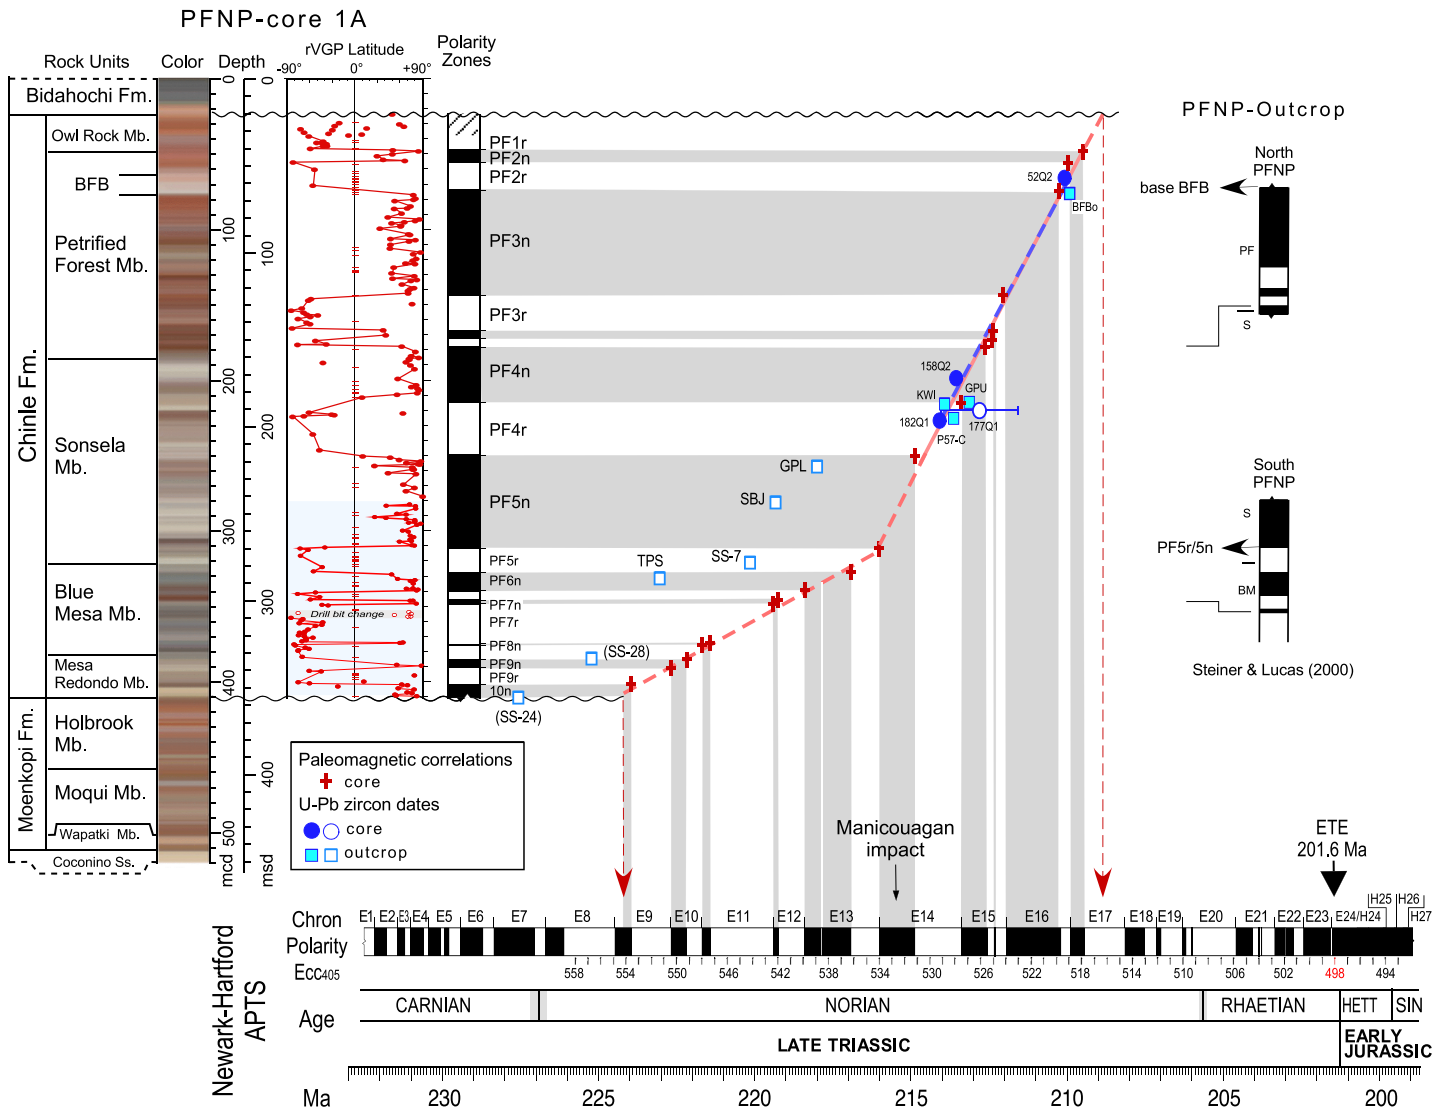 PFNP-core 1A
Rock Units
Color
Depth
rVGP Latitude
-90°
0°
+90°
Polarity
Zones
Bidahochi Fm.
Chinle Fm.
Owl Rock Mb.
BFB
Petrified
Forest Mb.
Sonsela
Mb.
Blue
Mesa Mb.
Mesa
Redondo Mb.
Moenkopi Fm.
Holbrook
Mb.
Moqui Mb.
Wapatki Mb.
Coconino Ss.
0
100
200
300
400
500
mcd
0
100
200
300
400
msd
Drill bit change
PF1r
PF2n
PF2r
PF3n
PF3r
PF4n
PF4r
PF5n
PF5r
PF6n
PF7n
PF7r
PF8n
PF9n
PF9r
10n
52Q2
BFBo
158Q2
KWI
GPU
182Q1
P57-C
177Q1
GPL
SBJ
SS-7
TPS
(SS-28)
(SS-24)
PFNP-Outcrop
North
PFNP
base BFB
PF
S
South
PFNP
S
PF5r/5n
BM
Steiner & Lucas (2000)
Paleomagnetic correlations
core
U-Pb zircon dates
core
outcrop
Manicouagan
impact
ETE
201.6 Ma
H25
H26
H27
Newark-Hartford
APTS
Chron
E1 E2 E3 E4 E5 E6 E7 E8 E9 E10 E11 E12 E13 E14 E15 E16 E17 E18 E19 E20 E21 E22 E23 E24/H24
Polarity
Ecc405
558 554 550 546 542 538 534 530 526 522 518 514 510 506 502 498 494
Age
CARNIAN
NORIAN
RHAETIAN
HETT
SIN
LATE TRIASSIC
EARLY
JURASSIC
Ma
230 225 220 215 210 205 200